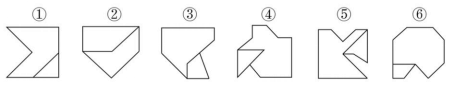 ① ② ③ ④ ⑤ ⑥